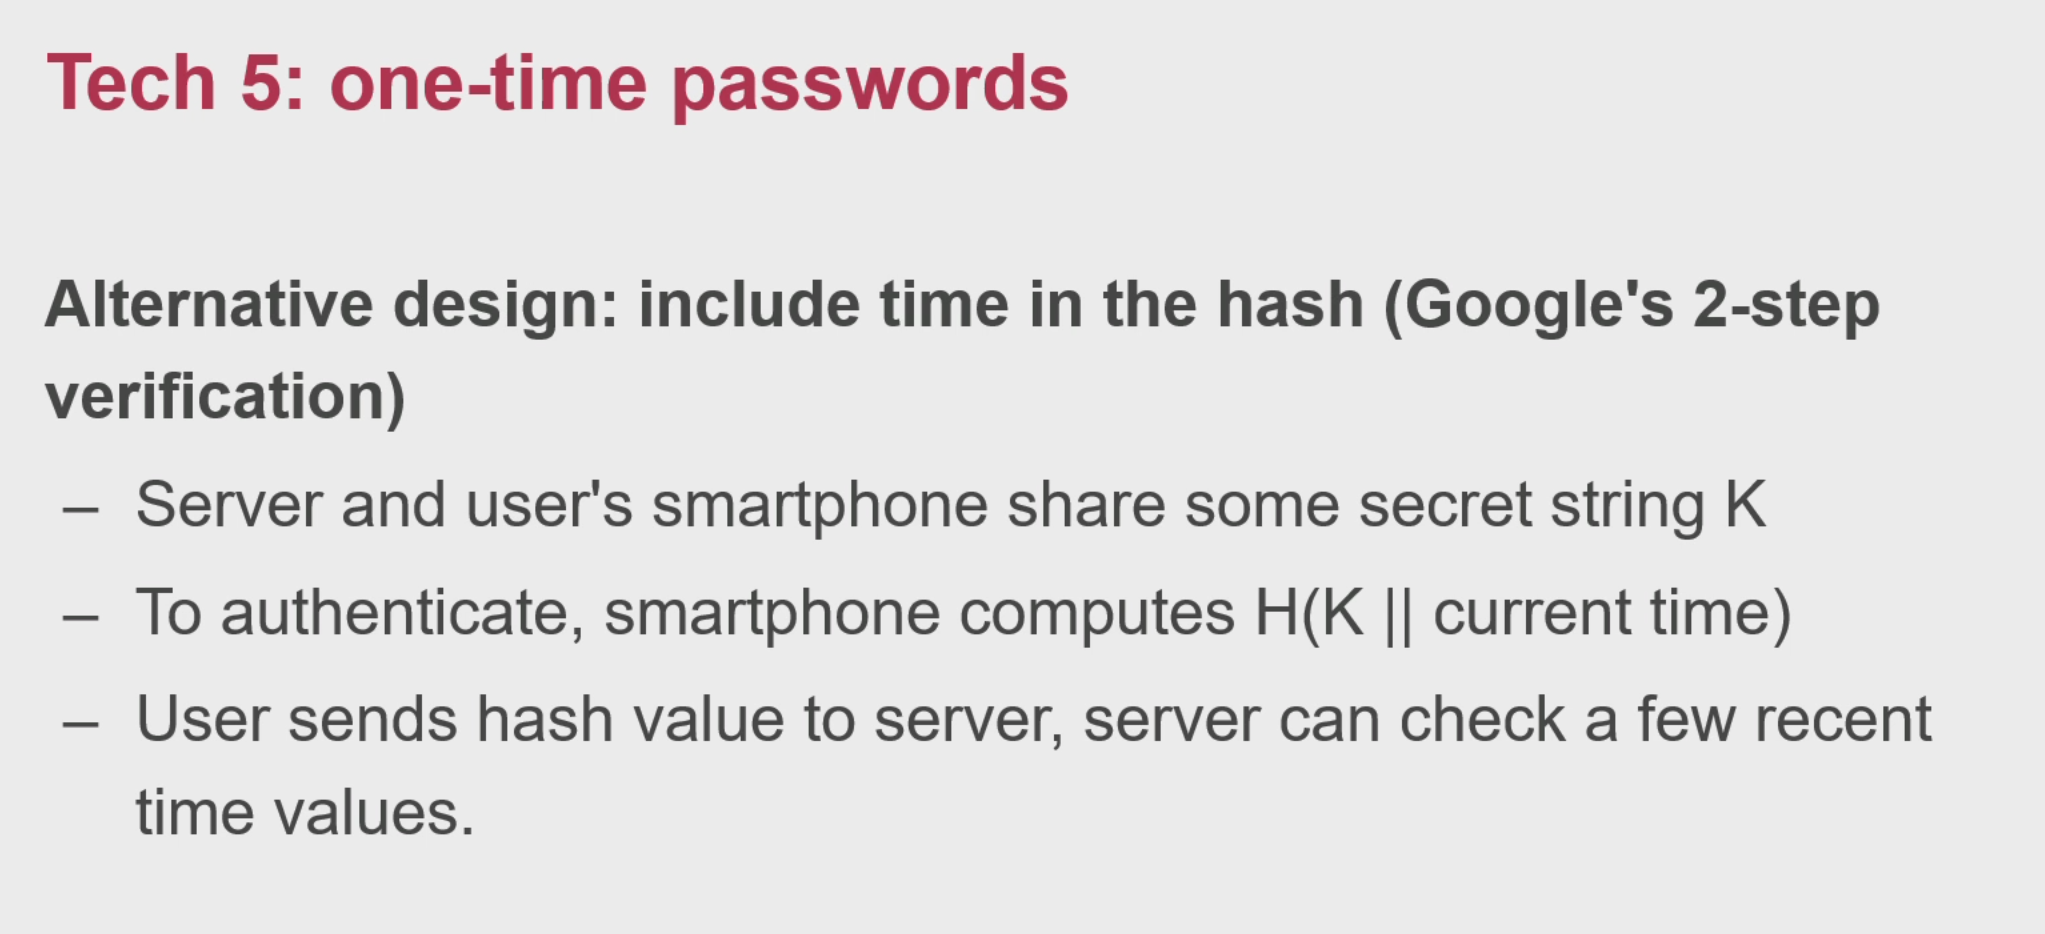 Tech 5: one-time passwords
Alternative design: include time in the hash (Google's 2-step
verification)
– Server and user's smartphone share some secret string K
– To authenticate, smartphone computes H(K || current time)
– User sends hash value to server, server can check a few recent
time values.